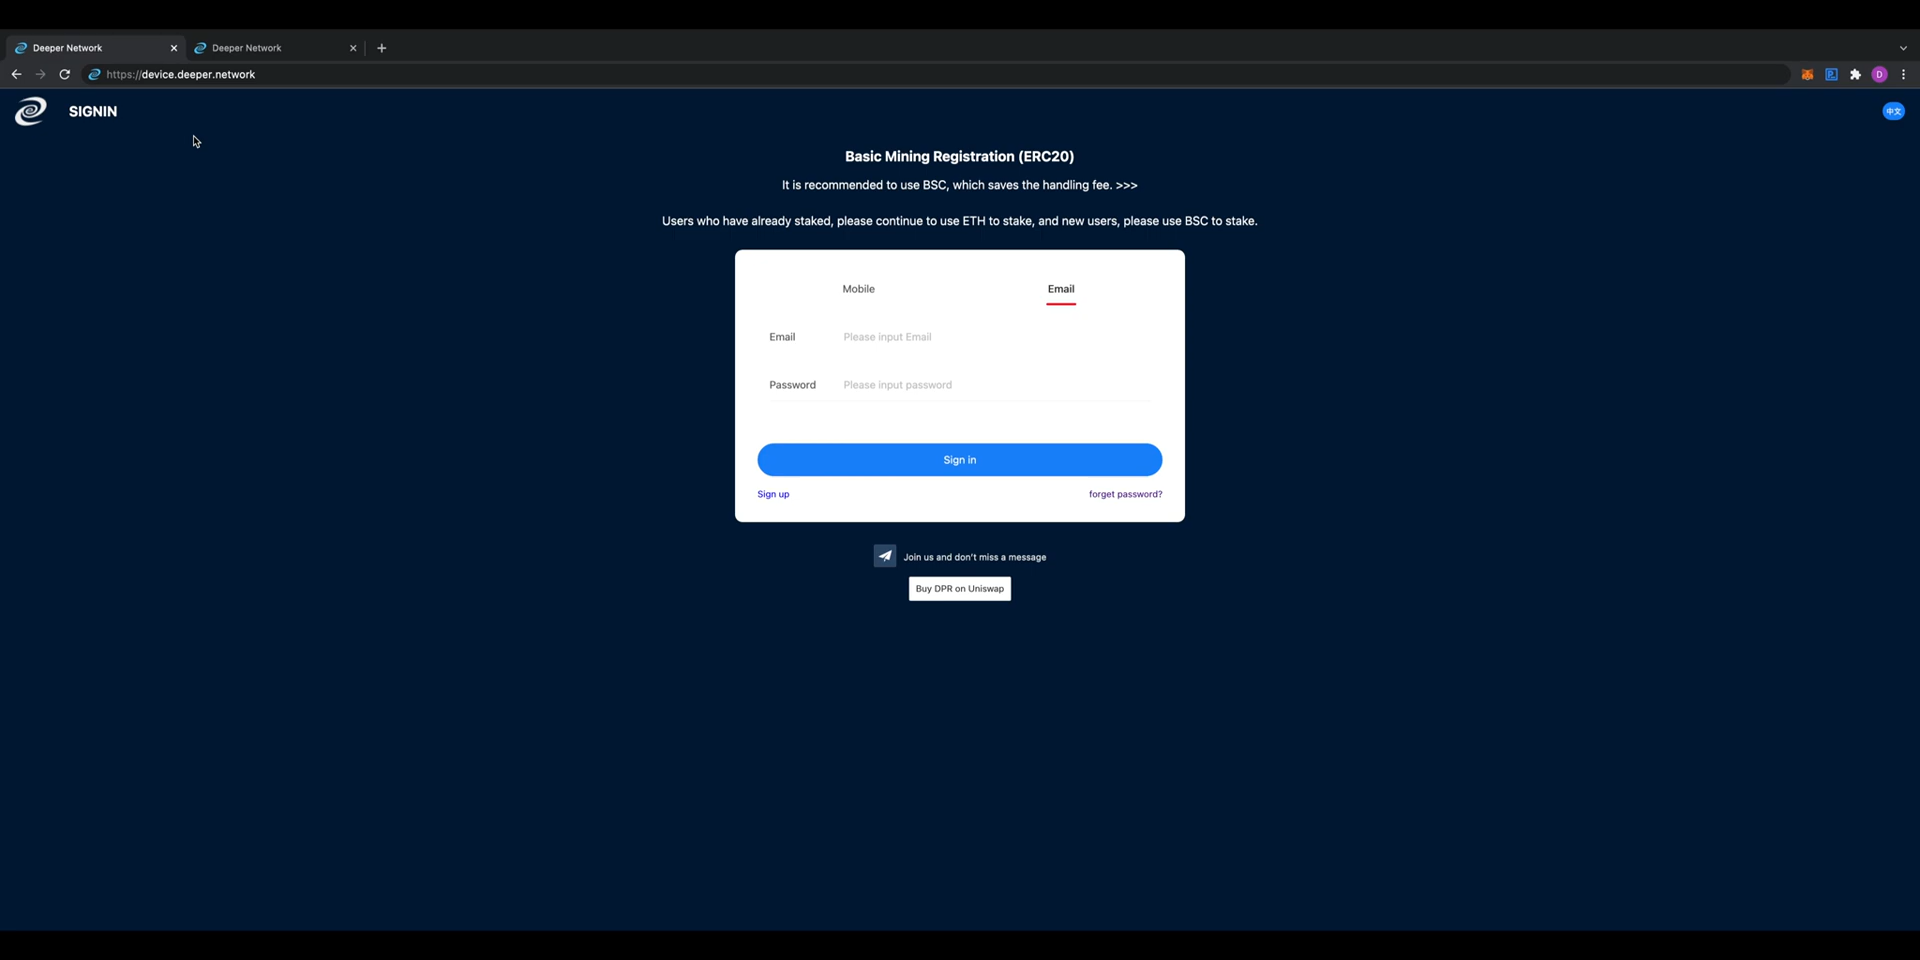 Deeper Network
Deeper Network
https://device.deeper.network
D
SIGNIN
中文
Basic Mining Registration (ERC20)
It is recommended to use BSC, which saves the handling fee. >>>
Users who have already staked, please continue to use ETH to stake, and new users, please use BSC to stake.
Mobile
Email
Email
Please input Email
Password
Please input password
Sign in
Sign up
forget password?
Join us and don't miss a message
Buy DPR on Uniswap